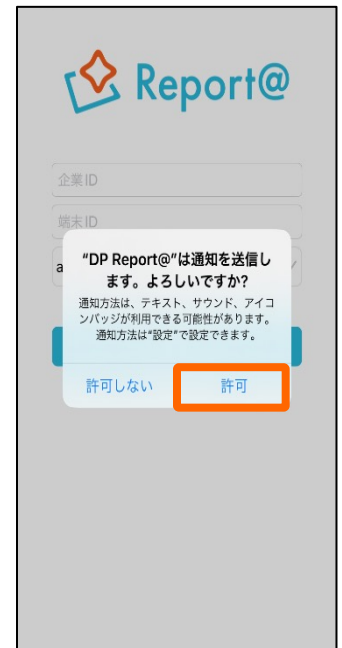 Report@
企業ID
端末ID
a
"DP Report@"は通知を送信し
ます。よろしいですか?
通知方法は、テキスト、サウンド、アイコ
ンバッジが利用できる可能性があります。
通知方法は"設定"で設定できます。
許可しない
許可